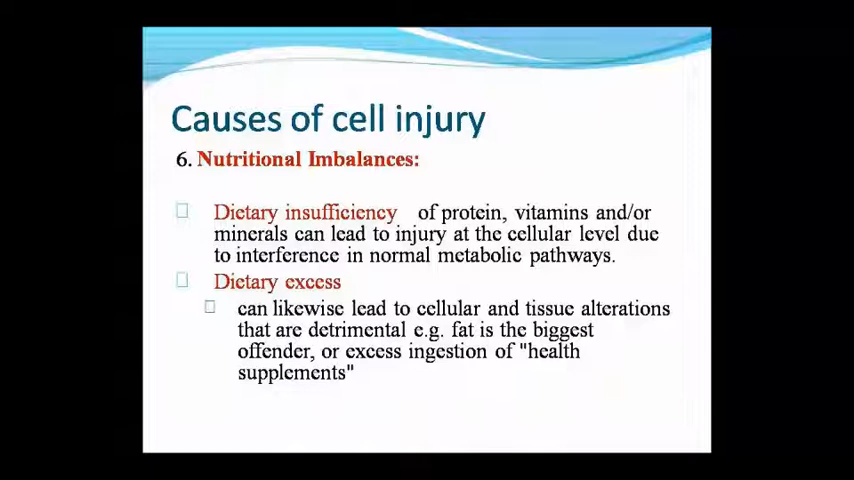 Causes of cell injury
6. Nutritional Imbalances:
Dietary insufficiency of protein, vitamins and/or
minerals can lead to injury at the cellular level due
to interference in normal metabolic pathways.
Dietary excess
can likewise lead to cellular and tissue alterations
that are detrimental e.g. fat is the biggest
offender, or excess ingestion of "health
supplements"